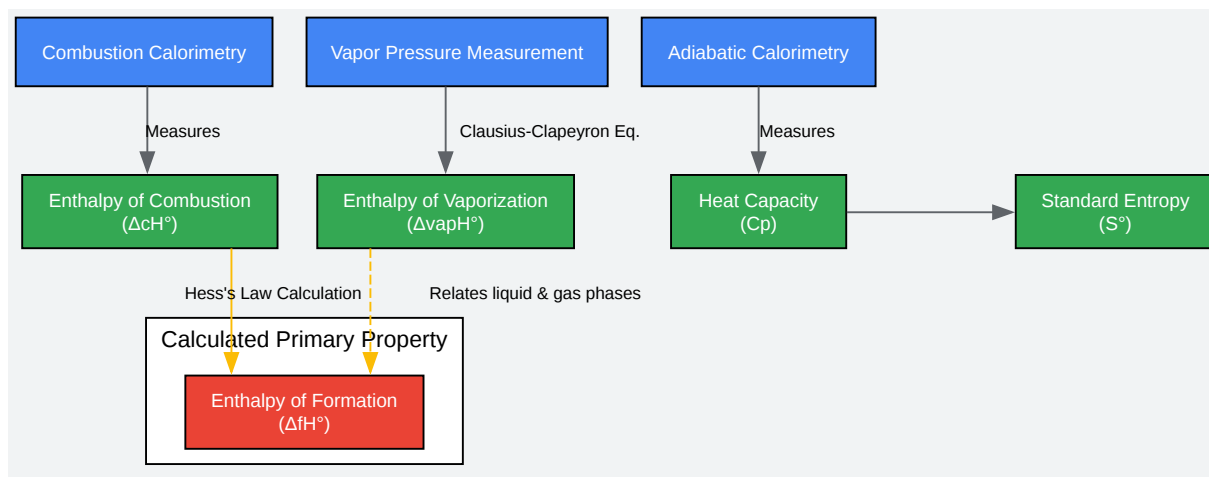 Combustion Calorimetry
Vapor Pressure Measurement
Adiabatic Calorimetry
Measures
Clausius-Clapeyron Eq.
Measures
Enthalpy of Combustion
(ΔcH°)
Enthalpy of Vaporization
(ΔvapH°)
Heat Capacity
(Cp)
Standard Entropy
(S°)
Hess's Law Calculation
Relates liquid & gas phases
Calculated Primary Property
Enthalpy of Formation
(ΔfH°)